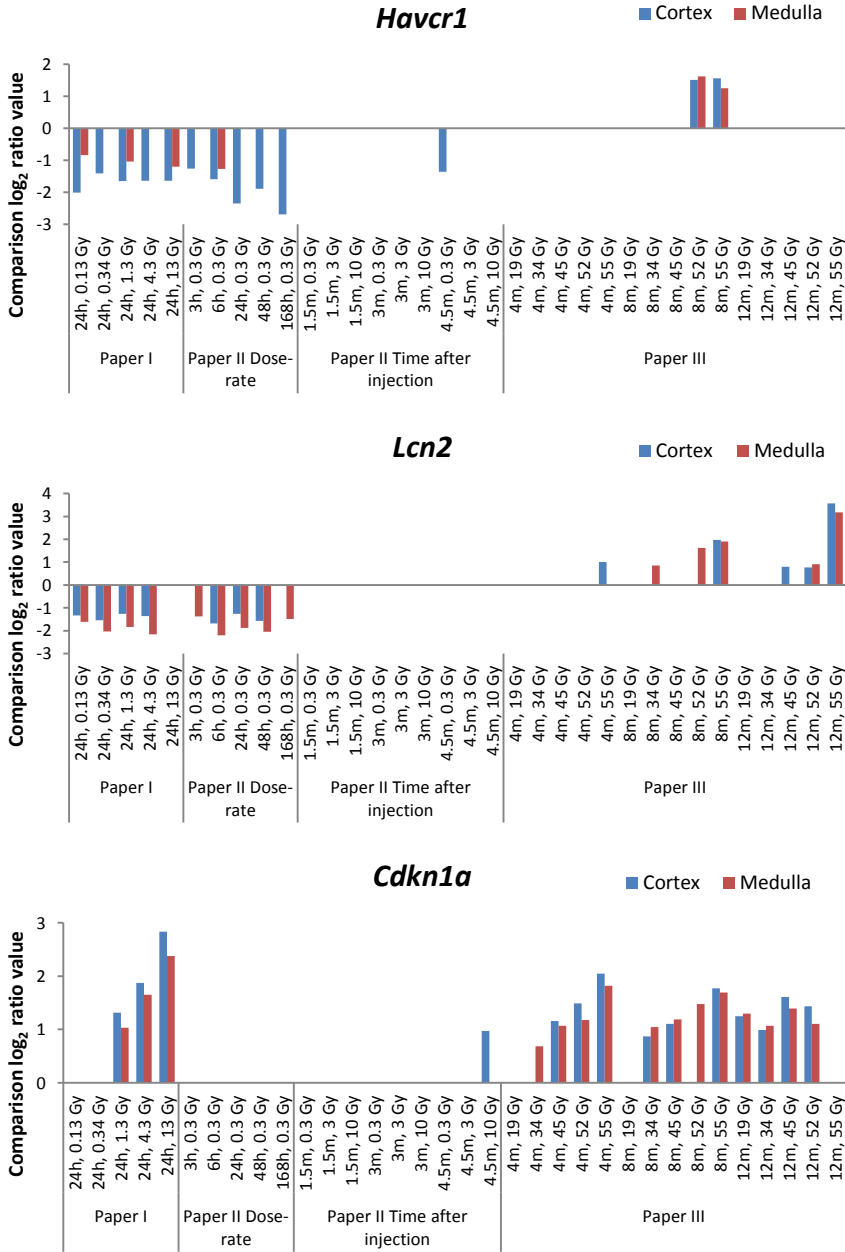 Havcr1
Cortex Medulla
Comparison log2 ratio value
2
1
0
-1
-2
-3
24h, 0.13 Gy
24h, 0.34 Gy
24h, 1.3 Gy
24h, 4.3 Gy
24h, 13 Gy
3h, 0.3 Gy
6h, 0.3 Gy
24h, 0.3 Gy
48h, 0.3 Gy
168h, 0.3 Gy
1.5m, 0.3 Gy
1.5m, 3 Gy
1.5m, 10 Gy
3m, 0.3 Gy
3m, 3 Gy
3m, 10 Gy
4.5m, 0.3 Gy
4.5m, 3 Gy
4.5m, 10 Gy
4m, 19 Gy
4m, 34 Gy
4m, 45 Gy
4m, 52 Gy
4m, 55 Gy
8m, 19 Gy
8m, 34 Gy
8m, 45 Gy
8m, 52 Gy
8m, 55 Gy
12m, 19 Gy
12m, 34 Gy
12m, 45 Gy
12m, 52 Gy
12m, 55 Gy
Paper I
Paper II Dose-
rate
Paper II Time after
injection
Paper III
Lcn2
Cortex Medulla
Comparison log2 ratio value
4
3
2
1
0
-1
-2
-3
24h, 0.13 Gy
24h, 0.34 Gy
24h, 1.3 Gy
24h, 4.3 Gy
24h, 13 Gy
3h, 0.3 Gy
6h, 0.3 Gy
24h, 0.3 Gy
48h, 0.3 Gy
168h, 0.3 Gy
1.5m, 0.3 Gy
1.5m, 3 Gy
1.5m, 10 Gy
3m, 0.3 Gy
3m, 3 Gy
3m, 10 Gy
4.5m, 0.3 Gy
4.5m, 3 Gy
4.5m, 10 Gy
4m, 19 Gy
4m, 34 Gy
4m, 45 Gy
4m, 52 Gy
4m, 55 Gy
8m, 19 Gy
8m, 34 Gy
8m, 45 Gy
8m, 52 Gy
8m, 55 Gy
12m, 19 Gy
12m, 34 Gy
12m, 45 Gy
12m, 52 Gy
12m, 55 Gy
Paper I
Paper II Dose-
rate
Paper II Time after
injection
Paper III
Cdkn1a
Cortex Medulla
Comparison log2 ratio value
3
2
1
0
24h, 0.13 Gy
24h, 0.34 Gy
24h, 1.3 Gy
24h, 4.3 Gy
24h, 13 Gy
3h, 0.3 Gy
6h, 0.3 Gy
24h, 0.3 Gy
48h, 0.3 Gy
168h, 0.3 Gy
1.5m, 0.3 Gy
1.5m, 3 Gy
1.5m, 10 Gy
3m, 0.3 Gy
3m, 3 Gy
3m, 10 Gy
4.5m, 0.3 Gy
4.5m, 3 Gy
4.5m, 10 Gy
4m, 19 Gy
4m, 34 Gy
4m, 45 Gy
4m, 52 Gy
4m, 55 Gy
8m, 19 Gy
8m, 34 Gy
8m, 45 Gy
8m, 52 Gy
8m, 55 Gy
12m, 19 Gy
12m, 34 Gy
12m, 45 Gy
12m, 52 Gy
12m, 55 Gy
Paper I
Paper II Dose-
rate
Paper II Time after
injection
Paper III